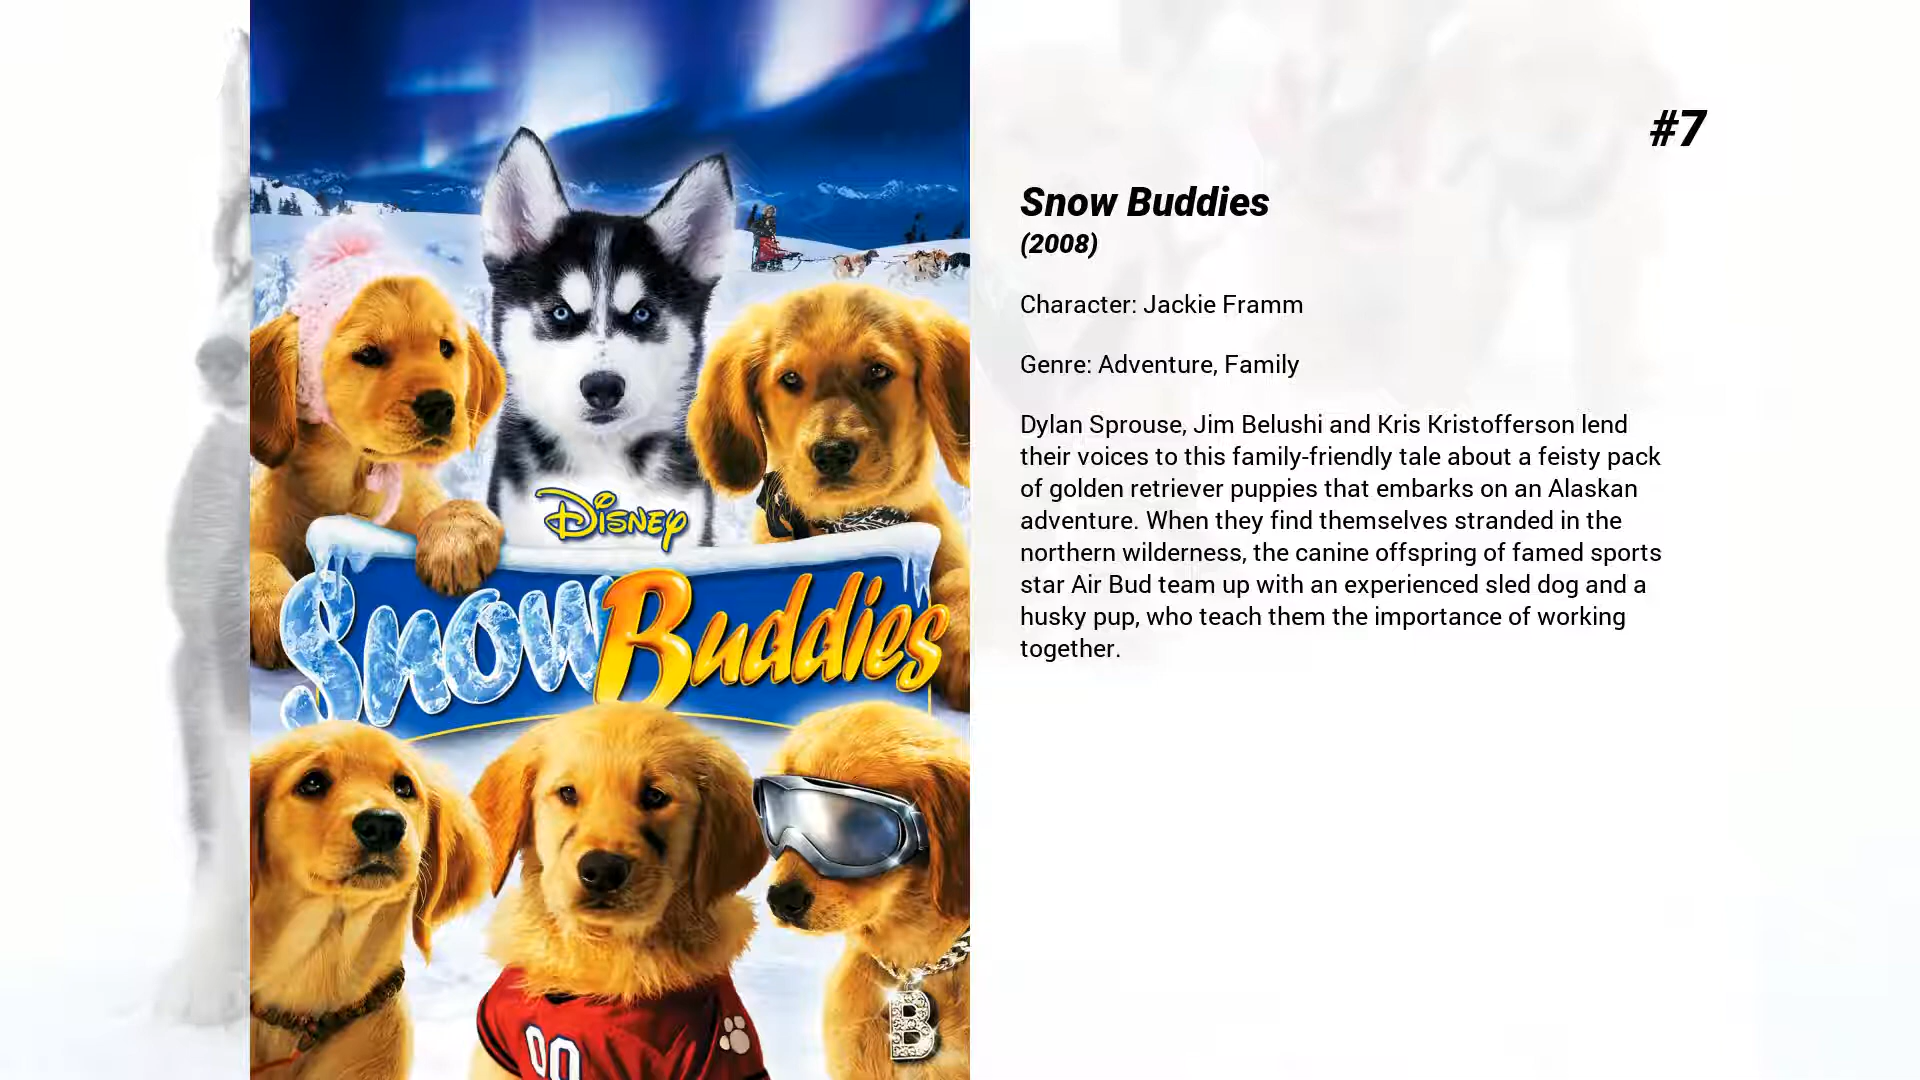 #7
Snow Buddies
(2008)
Character: Jackie Framm
Genre: Adventure, Family
Dylan Sprouse, Jim Belushi and Kris Kristofferson lend
their voices to this family-friendly tale about a feisty pack
of golden retriever puppies that embarks on an Alaskan
adventure. When they find themselves stranded in the
northern wilderness, the canine offspring of famed sports
star Air Bud team up with an experienced sled dog and a
husky pup, who teach them the importance of working
together.
Disney
Snow Buddies
00
B